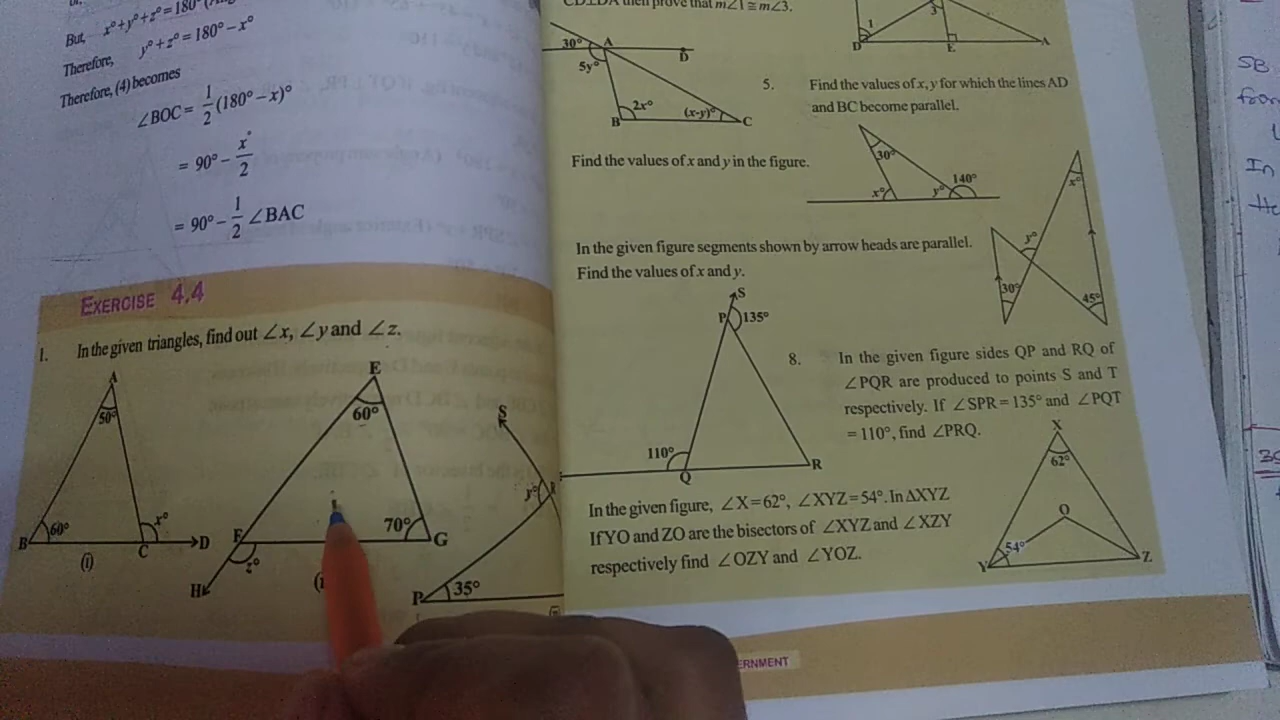 But, x°+y°+z°=180°
Therefore, y°+z°=180°−x°
Therefore, (4) becomes
∠BOC= 1/2 (180°−x)°
= 90°− x°/2
= 90°− 1/2 ∠BAC
EXERCISE 4.4
1. In the given triangles, find out ∠x, ∠y and ∠z.
A
50°
60°
B
x°
C
D
(i)
E
60°
70°
F
G
z°
H
S
y°
P
35°
then prove that m∠1≅m∠3.
30°
A
D
5y°
2x°
(x-y)°
B
C
1
3
D
E
A
5. Find the values of x, y for which the lines AD
and BC become parallel.
Find the values of x and y in the figure.
30°
140°
x°
y°
In the given figure segments shown by arrow heads are parallel.
Find the values of x and y.
x°
y°
30°
45°
S
P
135°
110°
Q
R
8. In the given figure sides QP and RQ of
∠PQR are produced to points S and T
respectively. If ∠SPR=135° and ∠PQT
=110°, find ∠PRQ.
In the given figure, ∠X=62°, ∠XYZ=54°. In ΔXYZ
If YO and ZO are the bisectors of ∠XYZ and ∠XZY
respectively find ∠OZY and ∠YOZ.
X
62°
O
54°
Y
Z
ERNMENT
SB
from
In